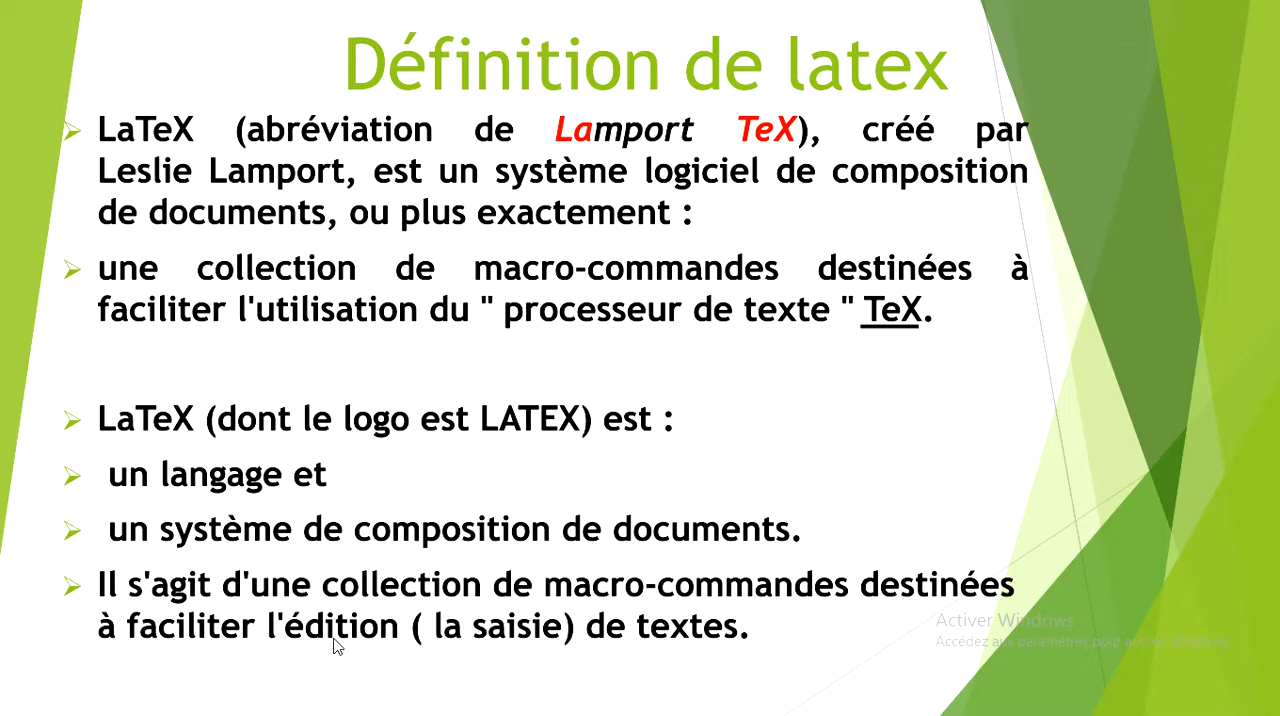 Définition de latex
LaTeX (abréviation de Lamport TeX), créé par
Leslie Lamport, est un système logiciel de composition
de documents, ou plus exactement :
une collection de macro-commandes destinées à
faciliter l'utilisation du " processeur de texte " TeX.
LaTeX (dont le logo est LATEX) est :
un langage et
un système de composition de documents.
Il s'agit d'une collection de macro-commandes destinées
à faciliter l'édition ( la saisie) de textes.
Activer Windows
Accédez aux paramètres pour activer Windows.